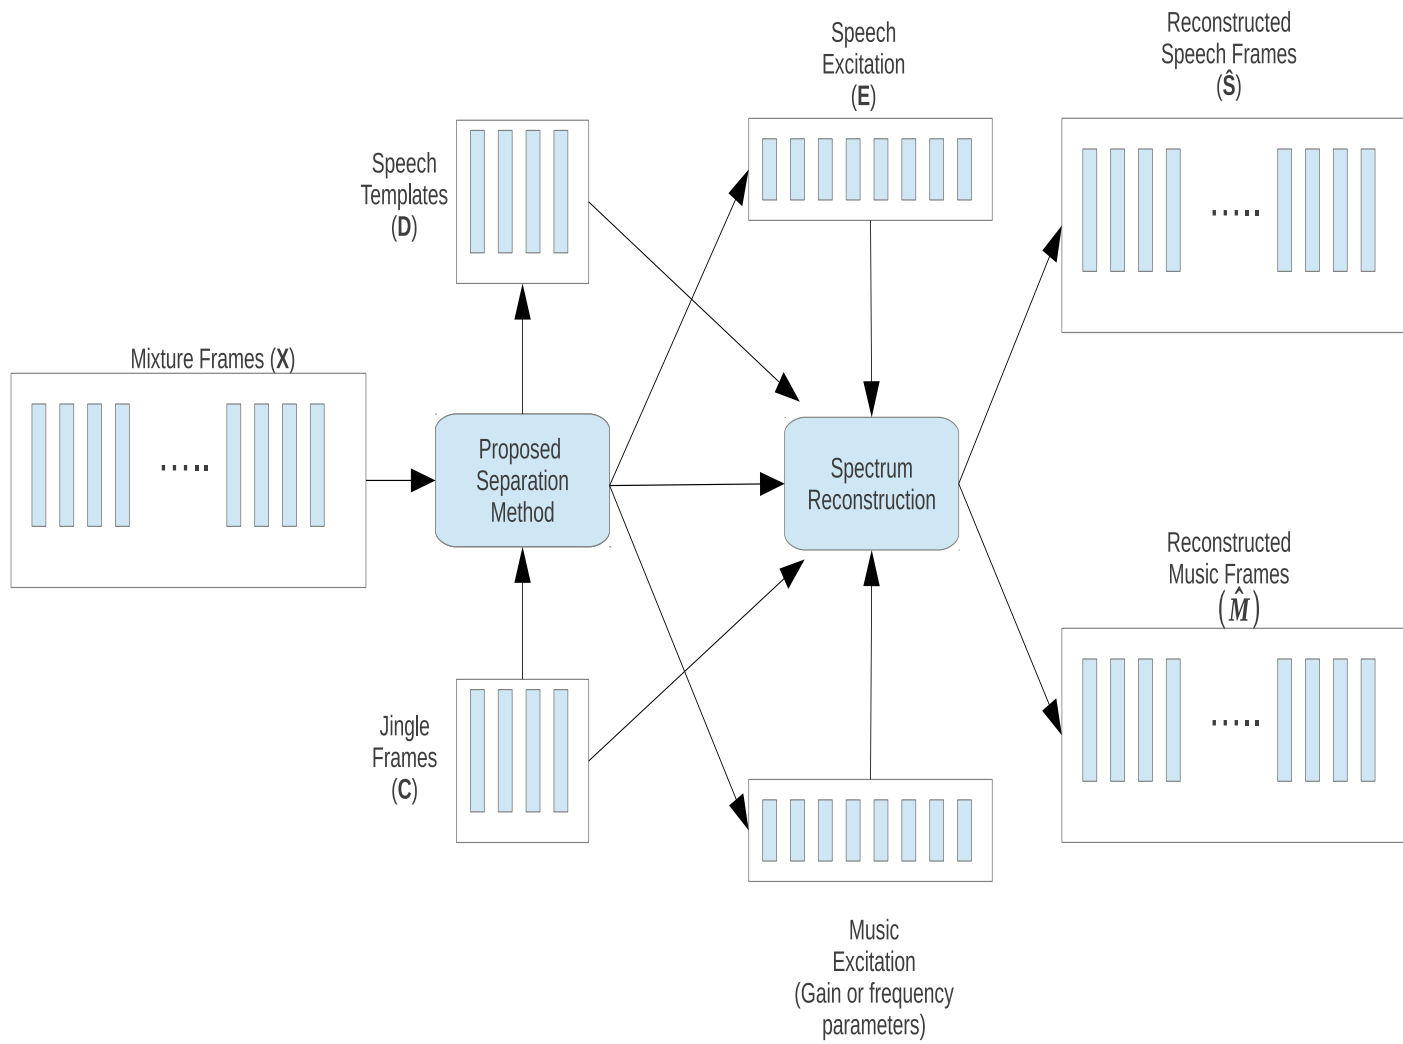 Speech
Excitation
(E)
Reconstructed
Speech Frames
(Ŝ)
Speech
Templates
(D)
Mixture Frames (X)
Proposed
Separation
Method
Spectrum
Reconstruction
Reconstructed
Music Frames
(M̂)
Jingle
Frames
(C)
Music
Excitation
(Gain or frequency
parameters)